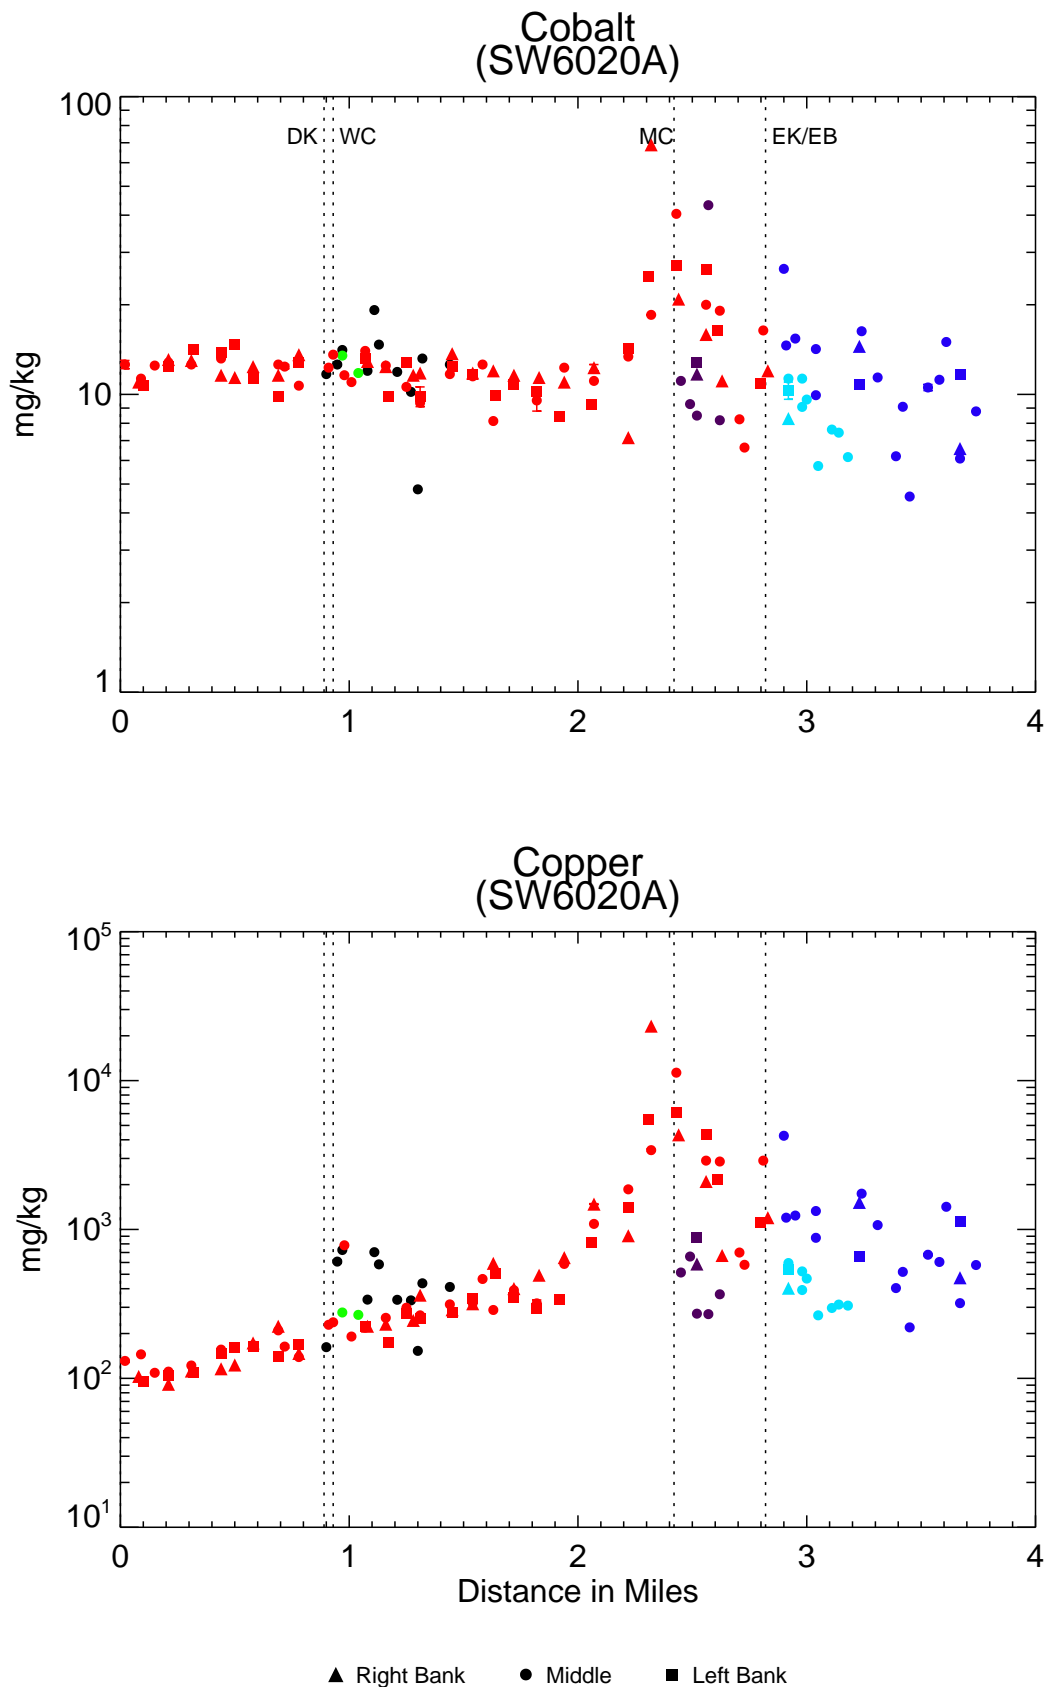 Cobalt
(SW6020A)
100
DK WC MC EK/EB
10
mg/kg
1
0 1 2 3 4
Copper
(SW6020A)
10^5
10^4
10^3
mg/kg
10^2
10^1
0 1 2 3 4
Distance in Miles
Right Bank Middle Left Bank